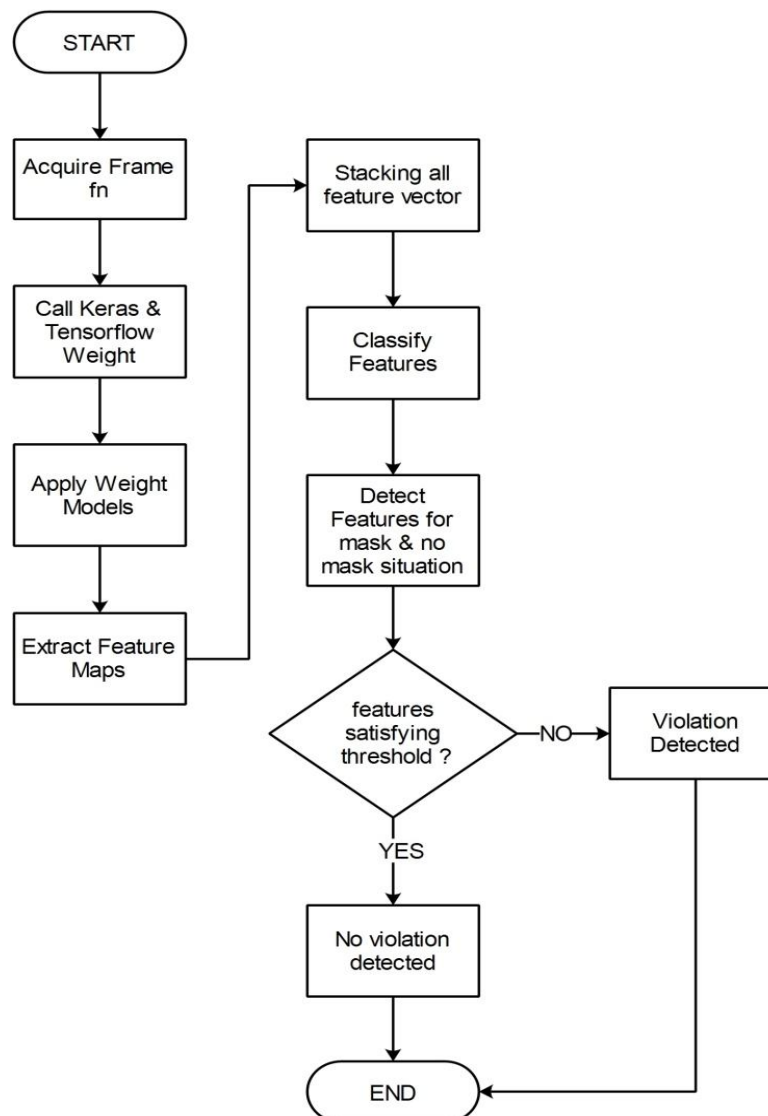 START
Acquire Frame
fn
Call Keras &
Tensorflow
Weight
Apply Weight
Models
Extract Feature
Maps
Stacking all
feature vector
Classify
Features
Detect
Features for
mask & no
mask situation
features
satisfying
threshold ?
NO
Violation
Detected
YES
No violation
detected
END